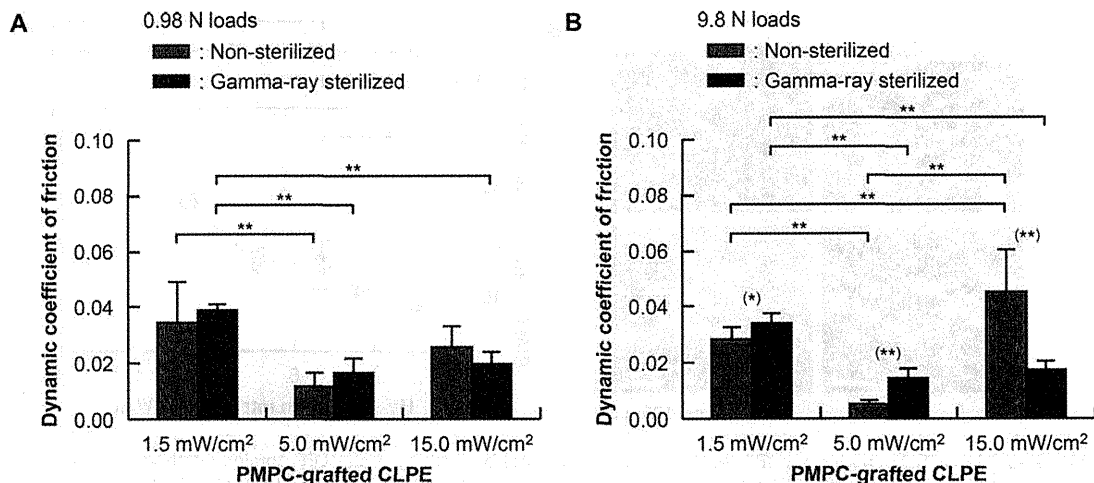 A
0.98 N loads
: Non-sterilized
: Gamma-ray sterilized
Dynamic coefficient of friction
0.10
0.08
0.06
0.04
0.02
0.00
**
**
**
1.5 mW/cm²
5.0 mW/cm²
15.0 mW/cm²
PMPC-grafted CLPE
B
9.8 N loads
: Non-sterilized
: Gamma-ray sterilized
Dynamic coefficient of friction
0.10
0.08
0.06
0.04
0.02
0.00
**
**
**
**
**
(*)
(**)
(**)
1.5 mW/cm²
5.0 mW/cm²
15.0 mW/cm²
PMPC-grafted CLPE